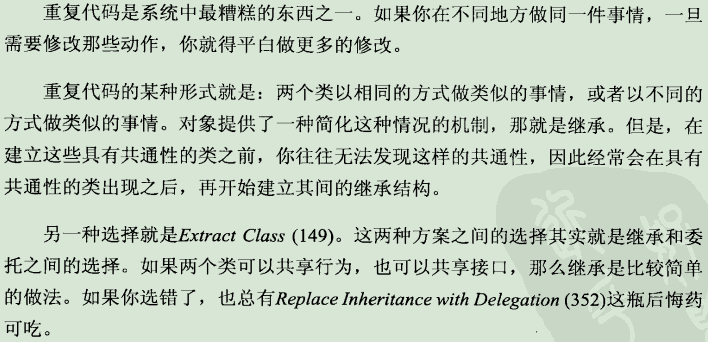 重复代码是系统中最糟糕的东西之一。如果你在不同地方做同一件事情，一旦
需要修改那些动作，你就得平白做更多的修改。
重复代码的某种形式就是：两个类以相同的方式做类似的事情，或者以不同的
方式做类似的事情。对象提供了一种简化这种情况的机制，那就是继承。但是，在
建立这些具有共通性的类之前，你往往无法发现这样的共通性，因此经常会在具有
共通性的类出现之后，再开始建立其间的继承结构。
另一种选择就是Extract Class (149)。这两种方案之间的选择其实就是继承和委
托之间的选择。如果两个类可以共享行为，也可以共享接口，那么继承是比较简单
的做法。如果你选错了，也总有Replace Inheritance with Delegation (352)这瓶后悔药
可吃。